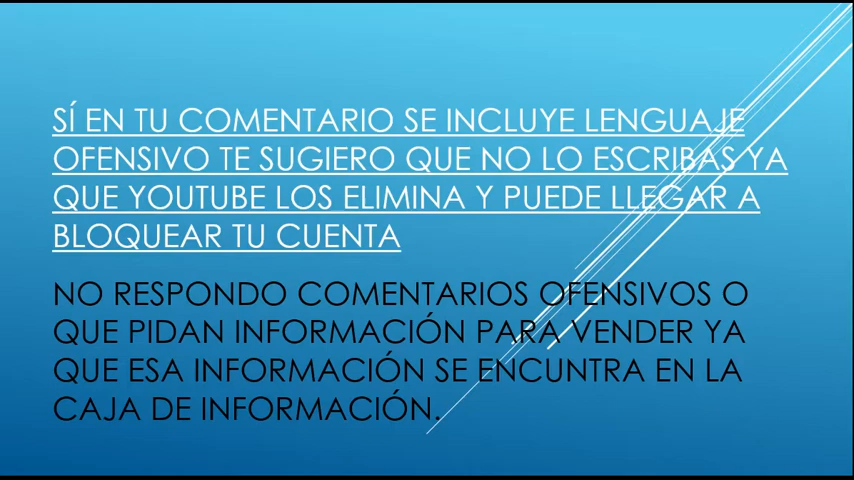 SÍ EN TU COMENTARIO SE INCLUYE LENGUAJE
OFENSIVO TE SUGIERO QUE NO LO ESCRIBAS YA
QUE YOUTUBE LOS ELIMINA Y PUEDE LLEGAR A
BLOQUEAR TU CUENTA
NO RESPONDO COMENTARIOS OFENSIVOS O
QUE PIDAN INFORMACIÓN PARA VENDER YA
QUE ESA INFORMACIÓN SE ENCUNTRA EN LA
CAJA DE INFORMACIÓN.